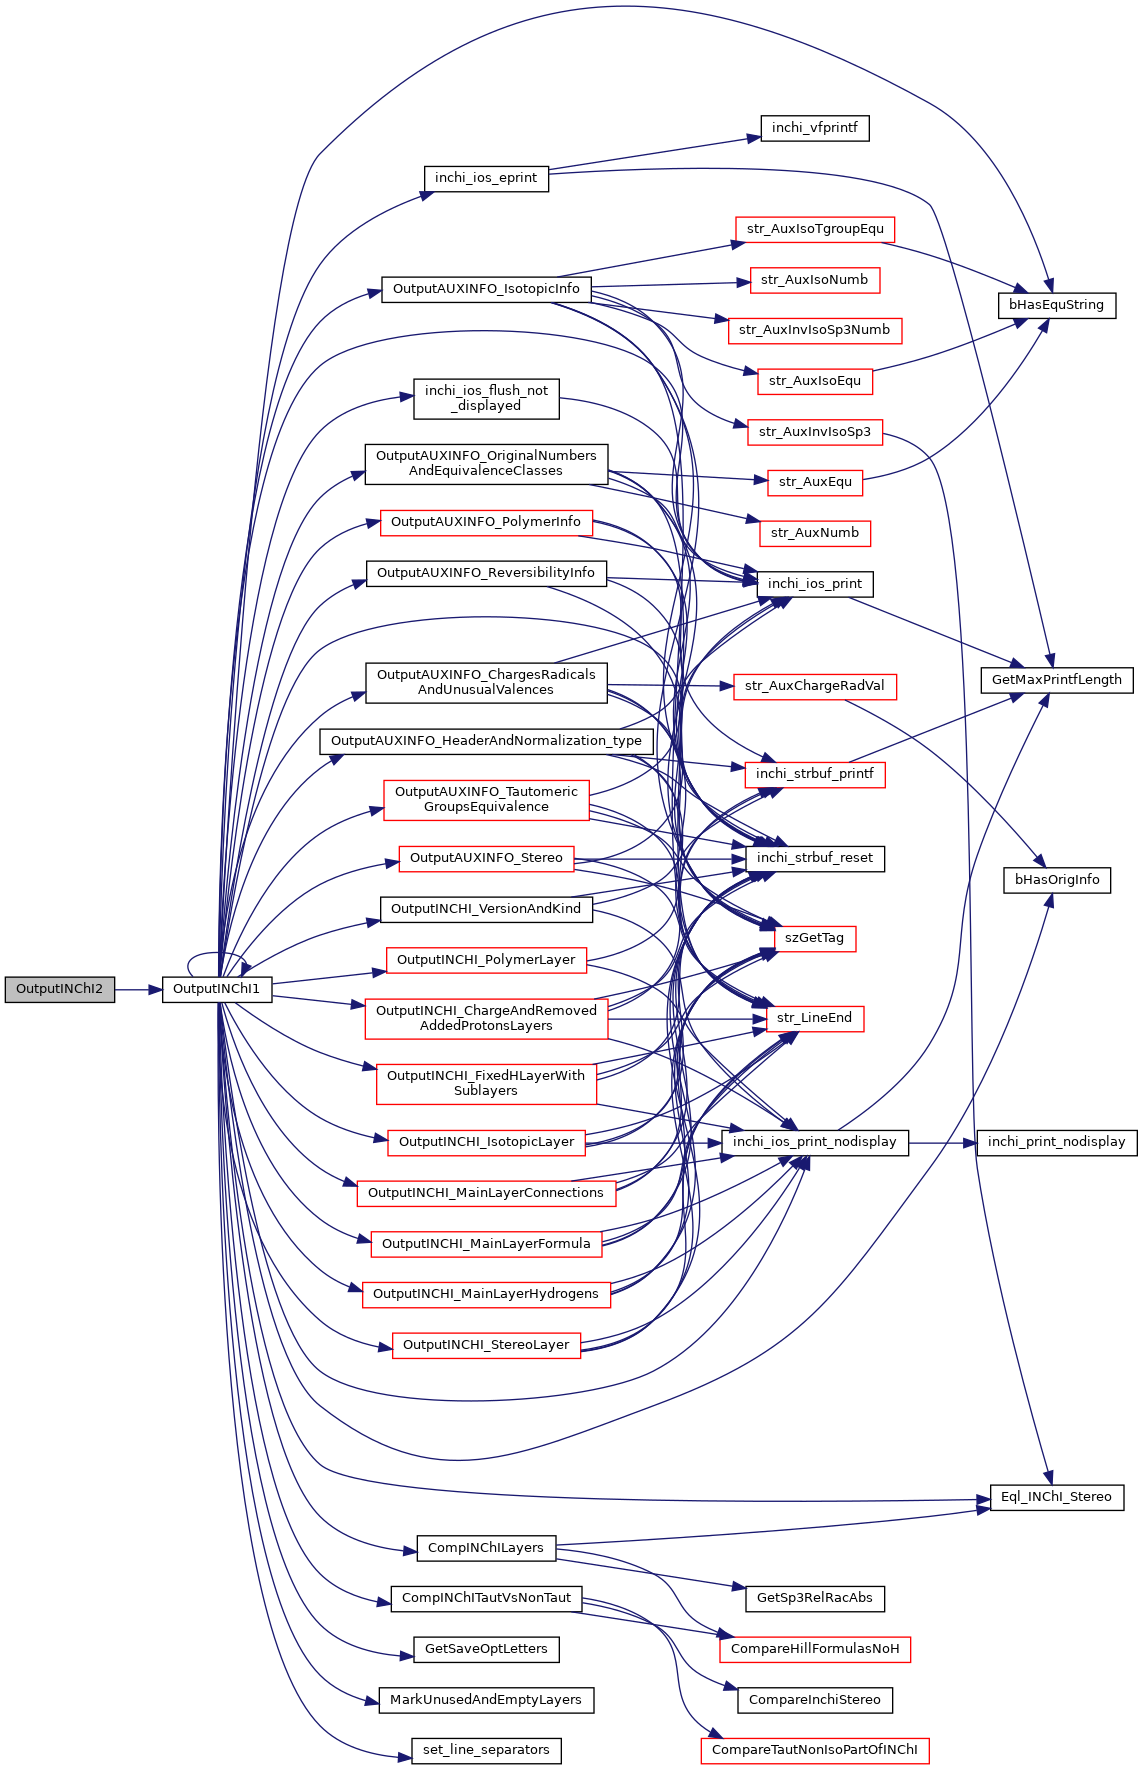 OutputINChI2
OutputINChI1
inchi_ios_eprint
OutputAUXINFO_IsotopicInfo
inchi_ios_flush_not
_displayed
OutputAUXINFO_OriginalNumbers
AndEquivalenceClasses
OutputAUXINFO_PolymerInfo
OutputAUXINFO_ReversibilityInfo
OutputAUXINFO_ChargesRadicals
AndUnusualValences
OutputAUXINFO_HeaderAndNormalization_type
OutputAUXINFO_Tautomeric
GroupsEquivalence
OutputAUXINFO_Stereo
OutputINCHI_VersionAndKind
OutputINCHI_PolymerLayer
OutputINCHI_ChargeAndRemoved
AddedProtonsLayers
OutputINCHI_FixedHLayerWith
Sublayers
OutputINCHI_IsotopicLayer
OutputINCHI_MainLayerConnections
OutputINCHI_MainLayerFormula
OutputINCHI_MainLayerHydrogens
OutputINCHI_StereoLayer
CompINChILayers
CompINChITautVsNonTaut
GetSaveOptLetters
MarkUnusedAndEmptyLayers
set_line_separators
inchi_vfprintf
str_AuxIsoTgroupEqu
str_AuxIsoNumb
str_AuxInvIsoSp3Numb
str_AuxIsoEqu
str_AuxInvIsoSp3
str_AuxEqu
str_AuxNumb
inchi_ios_print
str_AuxChargeRadVal
inchi_strbuf_printf
inchi_strbuf_reset
szGetTag
str_LineEnd
inchi_ios_print_nodisplay
GetSp3RelRacAbs
CompareHillFormulasNoH
CompareInchiStereo
CompareTautNonIsoPartOfINChI
bHasEquString
GetMaxPrintfLength
bHasOrigInfo
inchi_print_nodisplay
Eql_INChI_Stereo